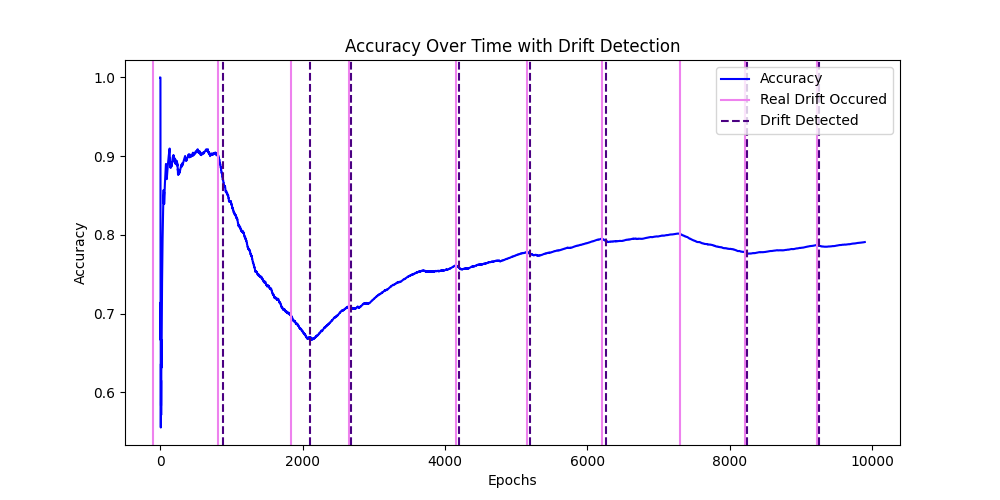 Accuracy Over Time with Drift Detection
Accuracy
Real Drift Occured
Drift Detected
1.0
0.9
0.8
0.7
0.6
Accuracy
0
2000
4000
6000
8000
10000
Epochs